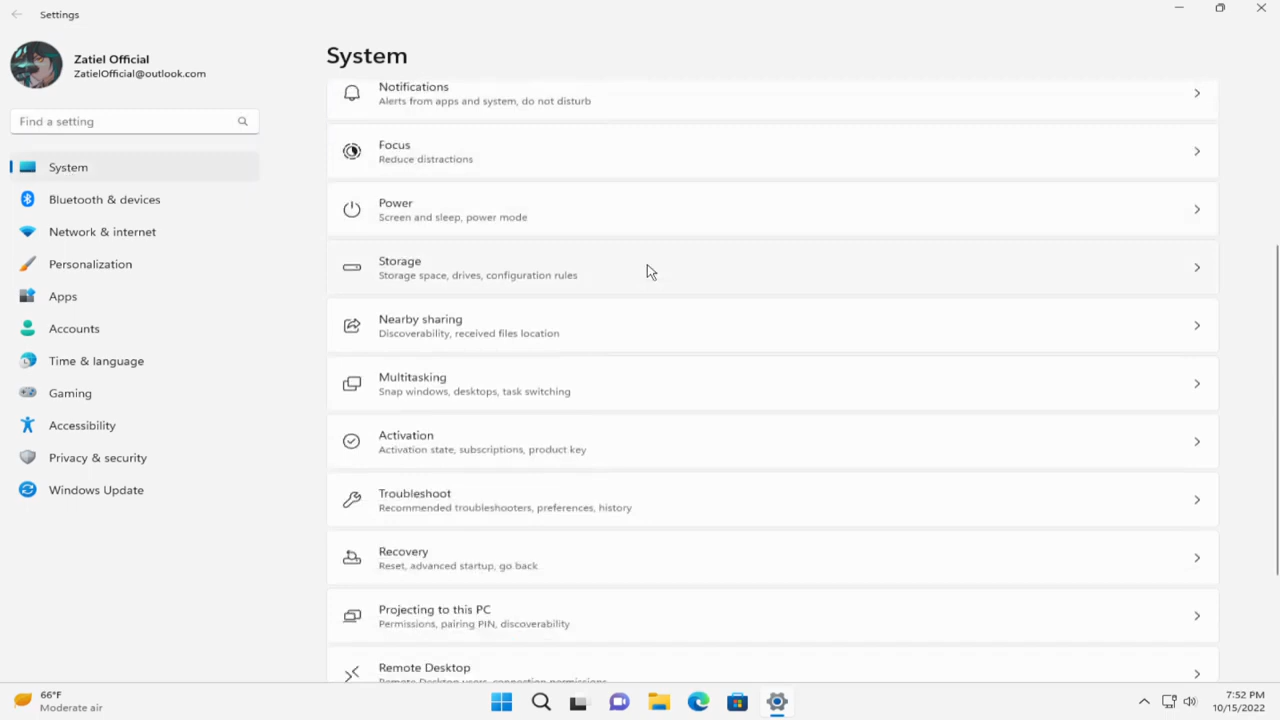 Settings
Zatiel Official
ZatielOfficial@outlook.com
Find a setting
System
Bluetooth & devices
Network & internet
Personalization
Apps
Accounts
Time & language
Gaming
Accessibility
Privacy & security
Windows Update
System
Notifications
Alerts from apps and system, do not disturb
Focus
Reduce distractions
Power
Screen and sleep, power mode
Storage
Storage space, drives, configuration rules
Nearby sharing
Discoverability, received files location
Multitasking
Snap windows, desktops, task switching
Activation
Activation state, subscriptions, product key
Troubleshoot
Recommended troubleshooters, preferences, history
Recovery
Reset, advanced startup, go back
Projecting to this PC
Permissions, pairing PIN, discoverability
Remote Desktop
Remote Desktop users, connection permissions
66°F
Moderate air
7:52 PM
10/15/2022